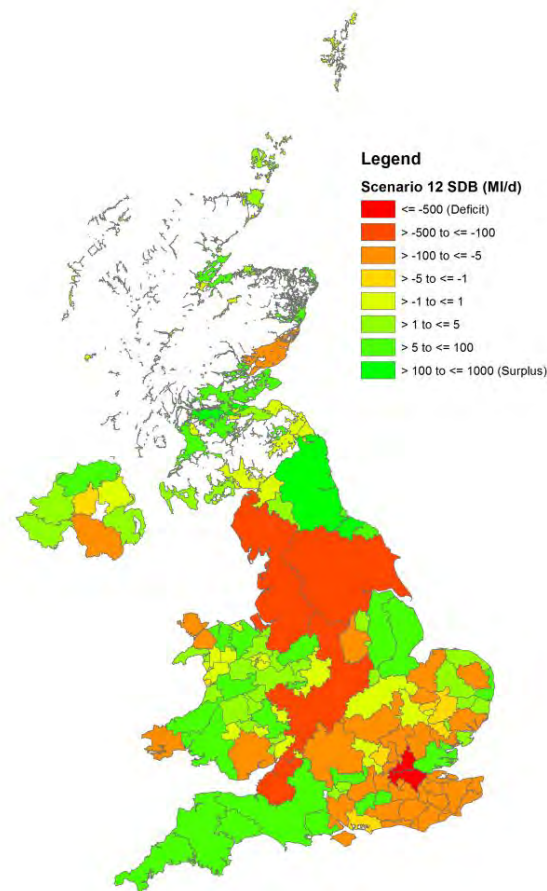 Legend
Scenario 12 SDB (Ml/d)
<= -500 (Deficit)
> -500 to <= -100
> -100 to <= -5
> -5 to <= -1
> -1 to <= 1
> 1 to <= 5
> 5 to <= 100
> 100 to <= 1000 (Surplus)